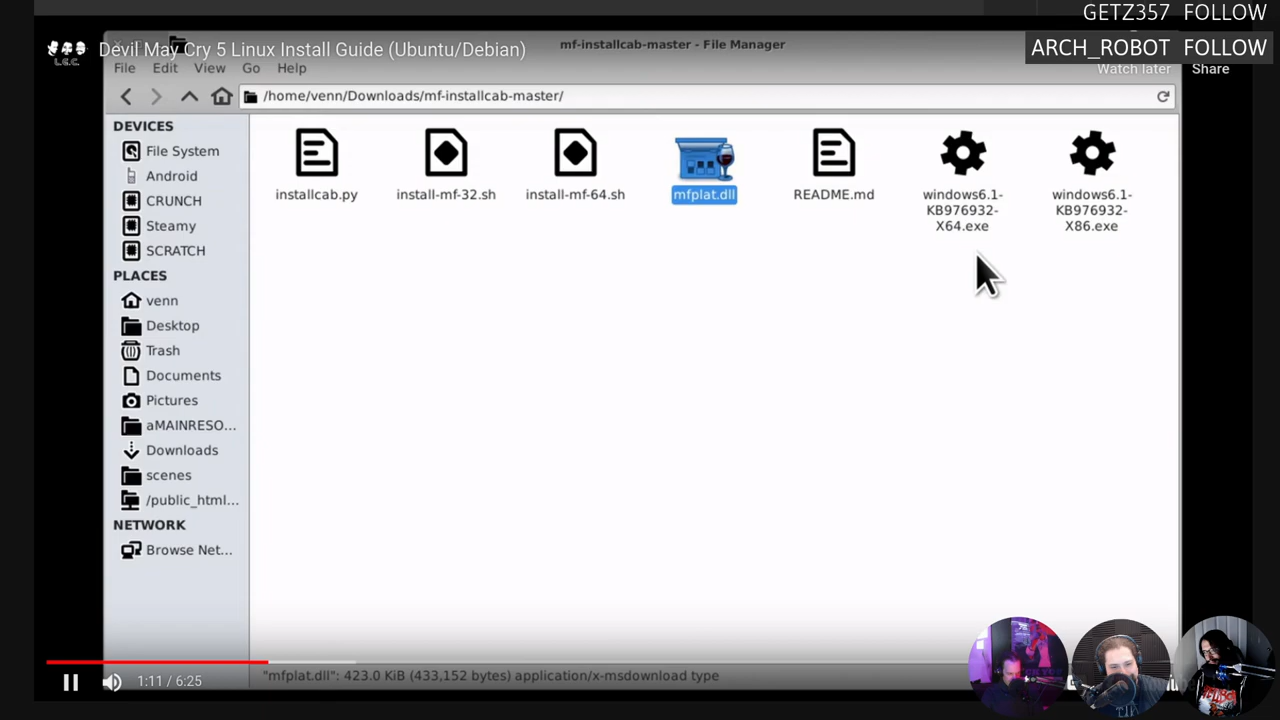 GETZ357 FOLLOW
ARCH_ROBOT FOLLOW
L.G.C.
Devil May Cry 5 Linux Install Guide (Ubuntu/Debian)
mf-installcab-master - File Manager
Watch later
Share
File Edit View Go Help
/home/venn/Downloads/mf-installcab-master/
DEVICES
File System
Android
CRUNCH
Steamy
SCRATCH
PLACES
venn
Desktop
Trash
Documents
Pictures
aMAINRESO...
Downloads
scenes
/public_html...
NETWORK
Browse Net...
installcab.py
install-mf-32.sh
install-mf-64.sh
mfplat.dll
README.md
windows6.1-
KB976932-
X64.exe
windows6.1-
KB976932-
X86.exe
"mfplat.dll": 423.0 KiB (433,152 bytes) application/x-msdownload type
1:11 / 6:25